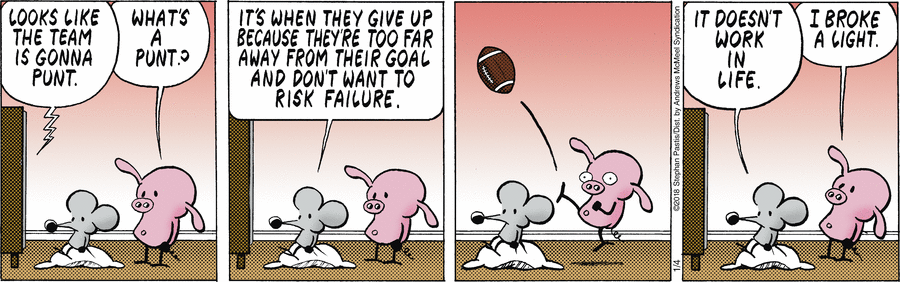 LOOKS LIKE
THE TEAM
IS GONNA
PUNT.
WHAT'S
A
PUNT?
IT'S WHEN THEY GIVE UP
BECAUSE THEY'RE TOO FAR
AWAY FROM THEIR GOAL
AND DON'T WANT TO
RISK FAILURE.
©2018 Stephan Pastis/Dist. by Andrews McMeel Syndication
1/4
IT DOESN'T
WORK
IN
LIFE.
I BROKE
A LIGHT.